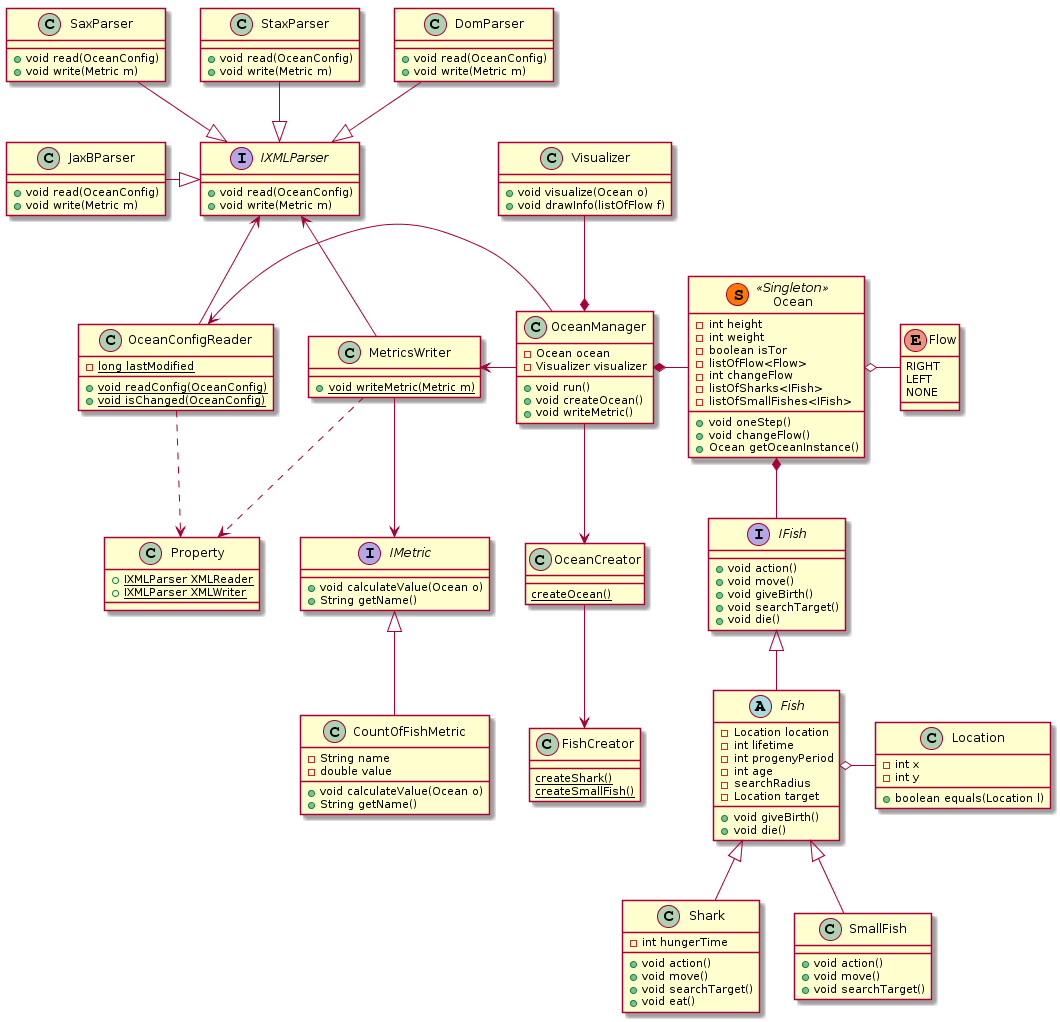 C SaxParser
void read(OceanConfig)
void write(Metric m)
C StaxParser
void read(OceanConfig)
void write(Metric m)
C DomParser
void read(OceanConfig)
void write(Metric m)
C JaxBParser
void read(OceanConfig)
void write(Metric m)
I IXMLParser
void read(OceanConfig)
void write(Metric m)
C Visualizer
void visualize(Ocean o)
void drawInfo(listOfFlow f)
C OceanConfigReader
long lastModified
void readConfig(OceanConfig)
void isChanged(OceanConfig)
C MetricsWriter
void writeMetric(Metric m)
C OceanManager
Ocean ocean
Visualizer visualizer
void run()
void createOcean()
void writeMetric()
S «Singleton»
Ocean
int height
int weight
boolean isTor
listOfFlow<Flow>
int changeFlow
listOfSharks<IFish>
listOfSmallFishes<IFish>
void oneStep()
void changeFlow()
Ocean getOceanInstance()
E Flow
RIGHT
LEFT
NONE
C Property
IXMLParser XMLReader
IXMLParser XMLWriter
I IMetric
void calculateValue(Ocean o)
String getName()
C OceanCreator
createOcean()
I IFish
void action()
void move()
void giveBirth()
void searchTarget()
void die()
C CountOfFishMetric
String name
double value
void calculateValue(Ocean o)
String getName()
C FishCreator
createShark()
createSmallFish()
A Fish
Location location
int lifetime
int progenyPeriod
int age
searchRadius
Location target
void giveBirth()
void die()
C Location
int x
int y
boolean equals(Location l)
C Shark
int hungerTime
void action()
void move()
void searchTarget()
void eat()
C SmallFish
void action()
void move()
void searchTarget()